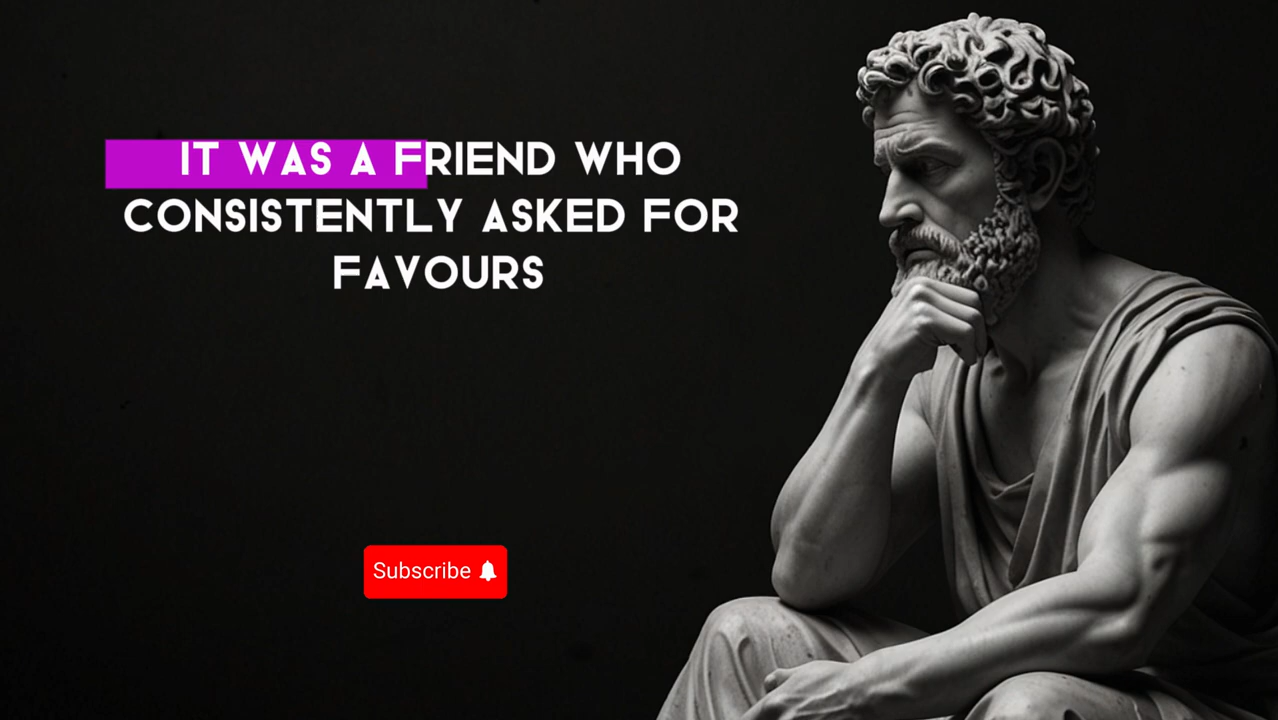 IT WAS A FRIEND WHO
CONSISTENTLY ASKED FOR
FAVOURS
Subscribe